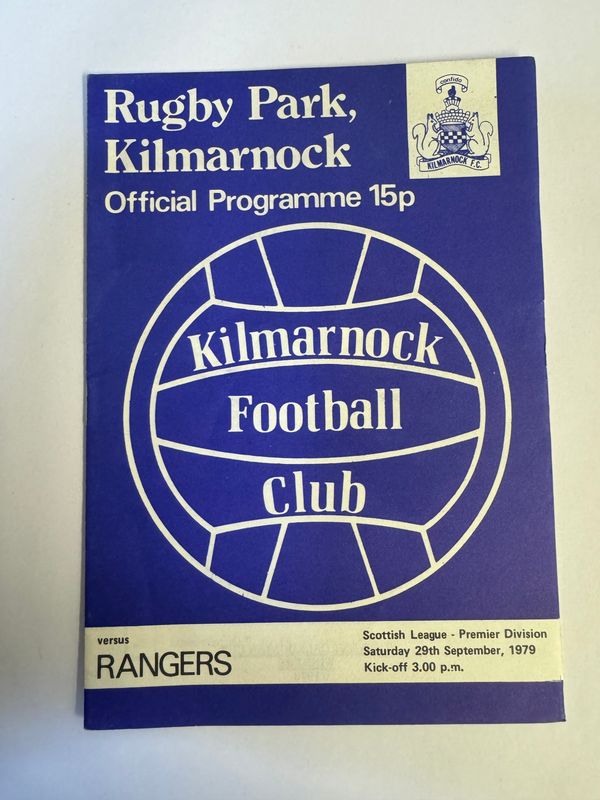 Rugby Park,
Kilmarnock
Official Programme 15p
confido
KILMARNOCK F.C.
Kilmarnock
Football
Club
versus
RANGERS
Scottish League - Premier Division
Saturday 29th September, 1979
Kick-off 3.00 p.m.